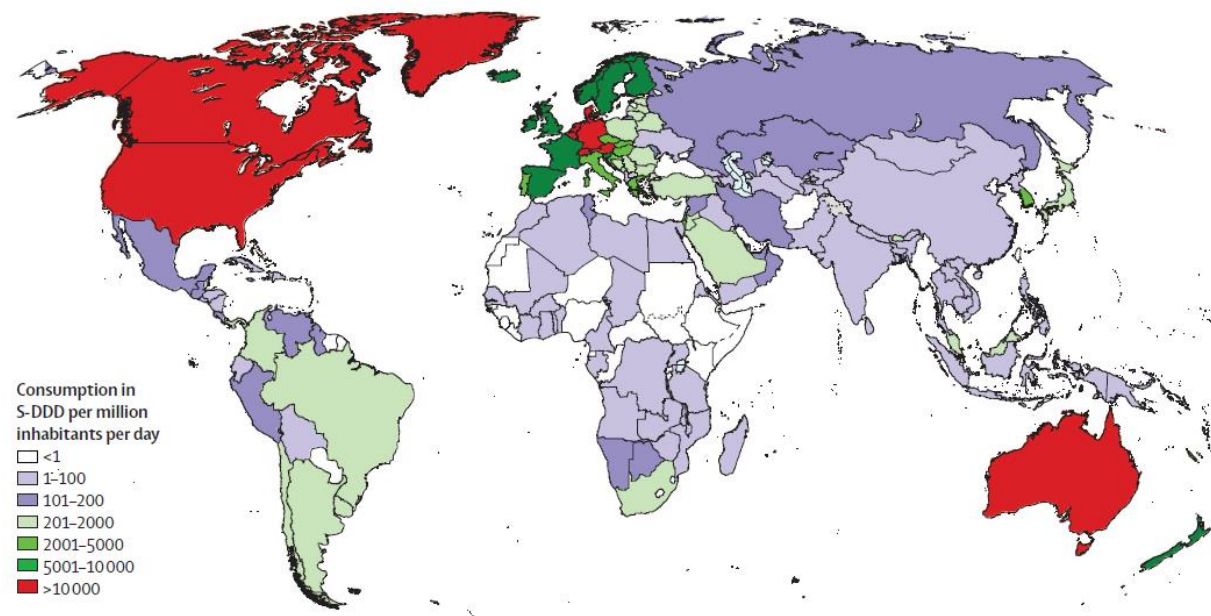 Consumption in
S-DDD per million
inhabitants per day
<1
1–100
101–200
201–2000
2001–5000
5001–10 000
>10 000